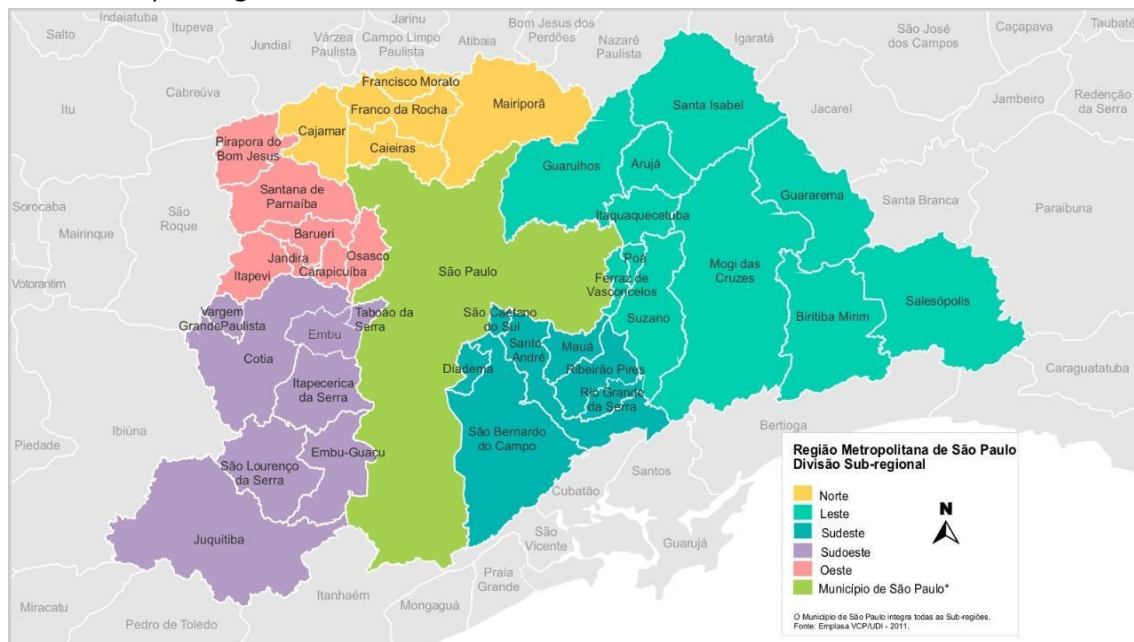 Indaiatuba
Itupeva
Jarinu
Bom Jesus dos
Perdões
Caçapava
Taubaté
Salto
Jundiaí
Várzea
Paulista
Campo Limpo
Paulista
Atibaia
Nazaré
Paulista
Igaratá
São José
dos Campos
Itu
Cabreúva
Francisco Morato
Franco da Rocha
Mairiporã
Santa Isabel
Jacareí
Jambeiro
Redenção
da Serra
Cajamar
Caieiras
Pirapora do
Bom Jesus
Guarulhos
Arujá
Guararema
Santa Branca
Santana de
Parnaíba
Itaquaquecetuba
Paraibuna
Sorocaba
São
Roque
Mairinque
Barueri
Jandira
Osasco
Itapevi
Carapicuíba
São Paulo
Poá
Ferraz de
Vasconcelos
Mogi das
Cruzes
Votorantim
Salesópolis
Vargem
GrandePaulista
Embu
Taboão da
Serra
São Caetano
do Sul
Suzano
Biritiba Mirim
Cotia
Santo
André
Mauá
Diadema
Ribeirão Pires
Itapecerica
da Serra
Rio Grande
da Serra
Caraguatatuba
Piedade
Ibiúna
São Lourenço
da Serra
Embu-Guaçu
São Bernardo
do Campo
Bertioga
Santos
Cubatão
Juquitiba
São
Vicente
Guarujá
Praia
Grande
Itanhaém
Mongaguá
Miracatu
Pedro de Toledo
Região Metropolitana de São Paulo
Divisão Sub-regional
Norte
Leste
Sudeste
Sudoeste
Oeste
Município de São Paulo*
N
O Município de São Paulo integra todas as Sub-regiões.
Fonte: Emplasa VCP/UDI - 2011.